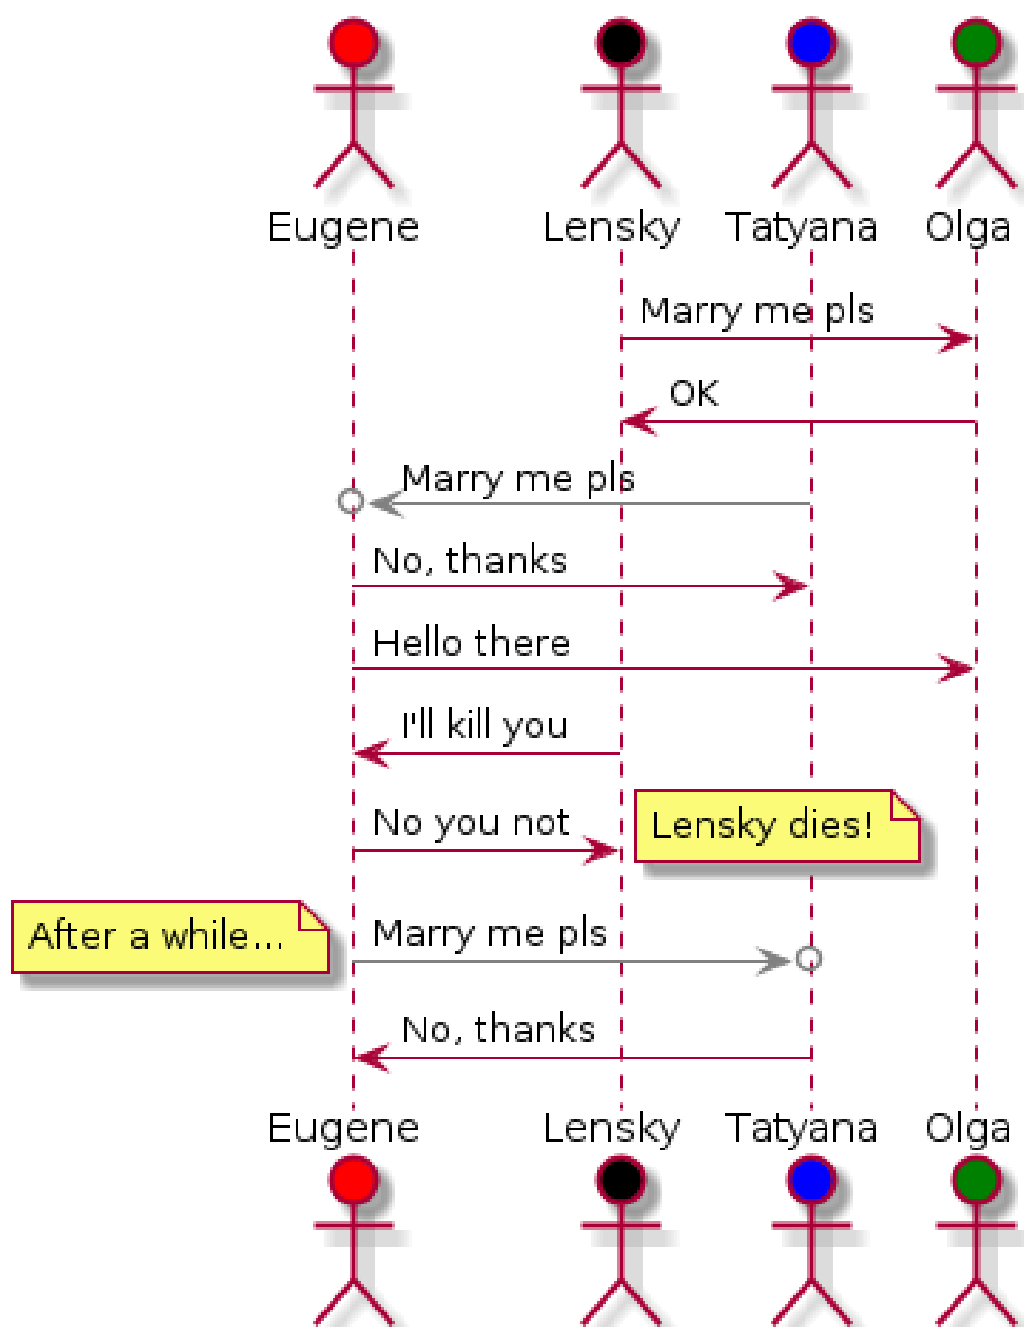 Eugene Lensky Tatyana Olga
Marry me pls
OK
Marry me pls
No, thanks
Hello there
I'll kill you
No you not
Lensky dies!
After a while...
Marry me pls
No, thanks
Eugene Lensky Tatyana Olga